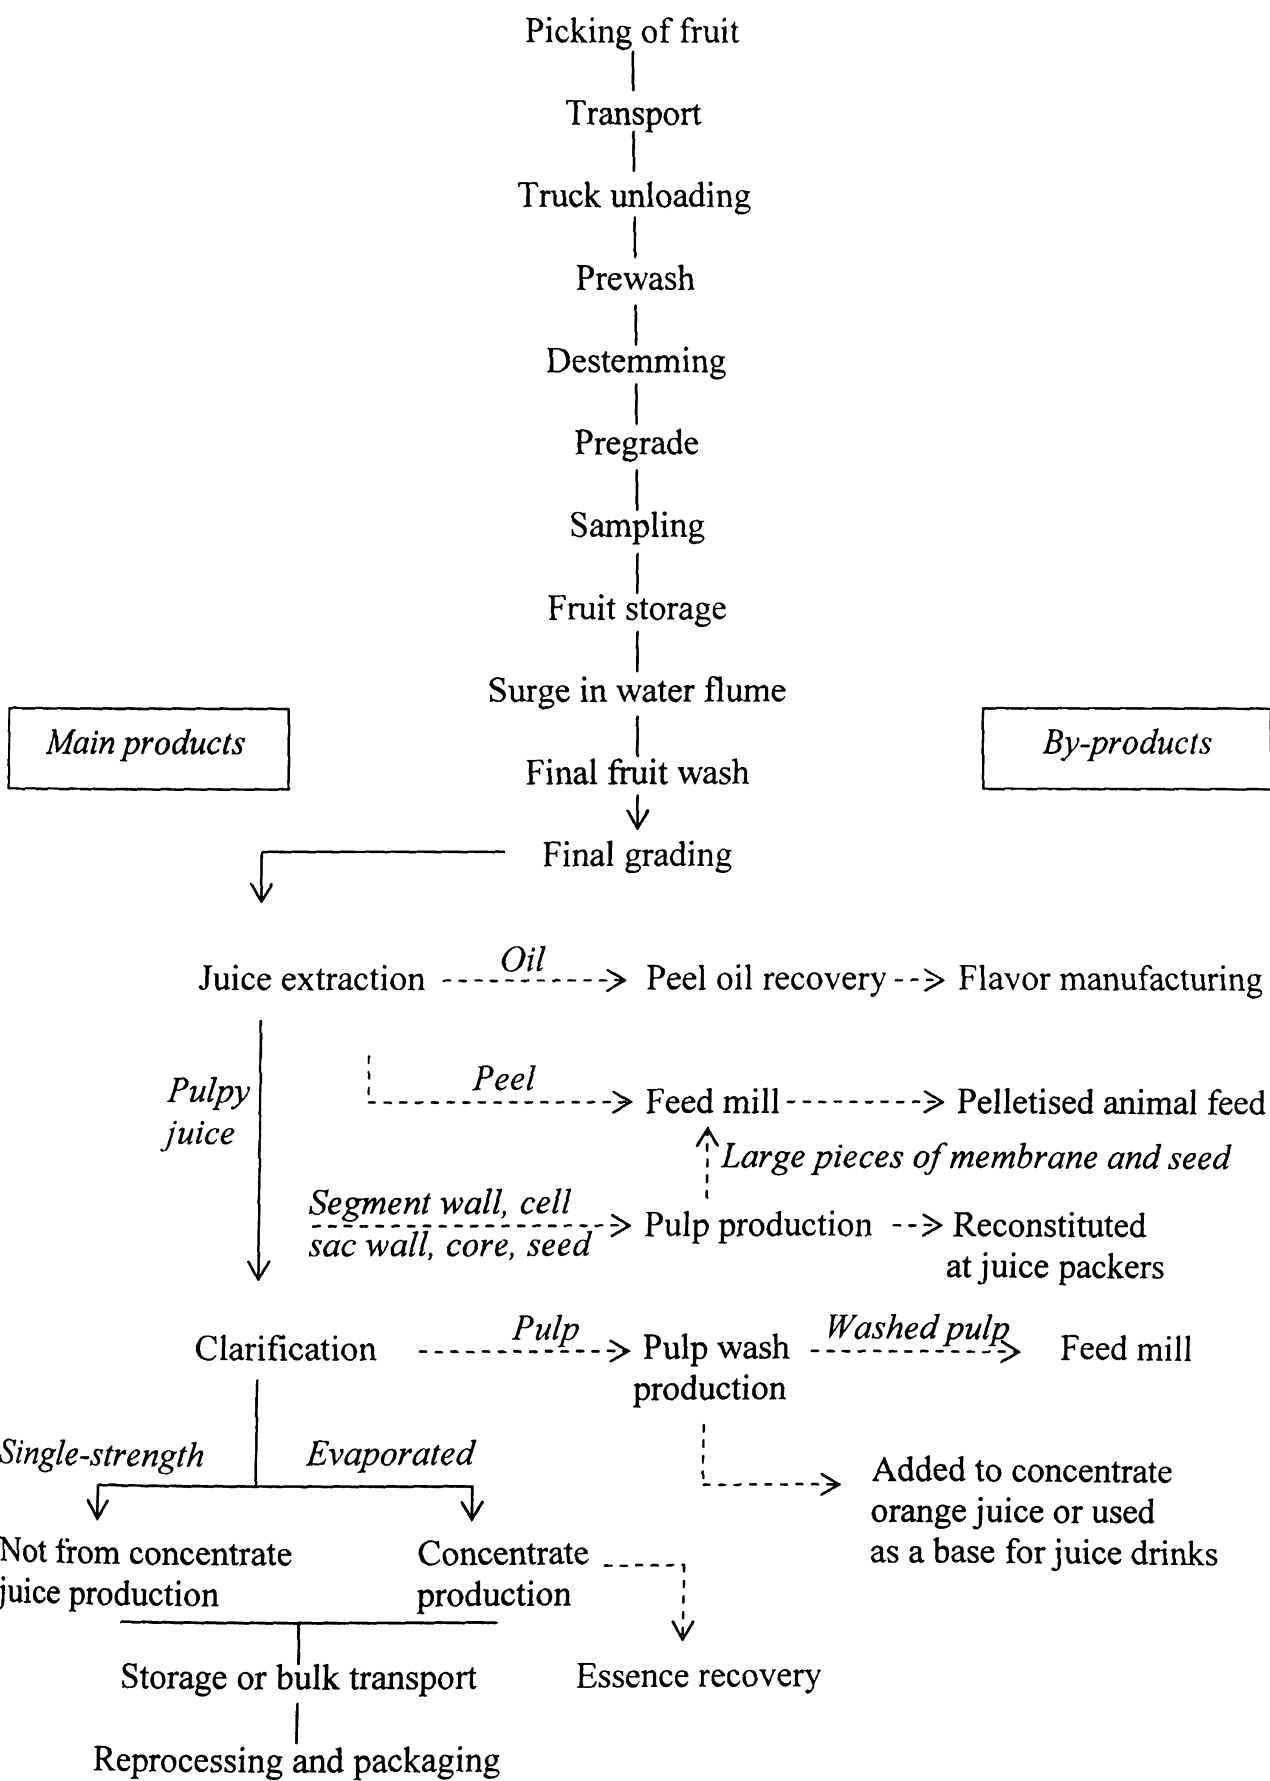 Picking of fruit
Transport
Truck unloading
Prewash
Destemming
Pregrade
Sampling
Fruit storage
Surge in water flume
Main products
By-products
Final fruit wash
Final grading
Juice extraction
Oil
Peel oil recovery
Flavor manufacturing
Pulpy
juice
Peel
Feed mill
Pelletised animal feed
Large pieces of membrane and seed
Segment wall, cell
sac wall, core, seed
Pulp production
Reconstituted
at juice packers
Clarification
Pulp
Pulp wash
production
Washed pulp
Feed mill
Single-strength
Evaporated
Added to concentrate
orange juice or used
as a base for juice drinks
Not from concentrate
juice production
Concentrate
production
Storage or bulk transport
Essence recovery
Reprocessing and packaging